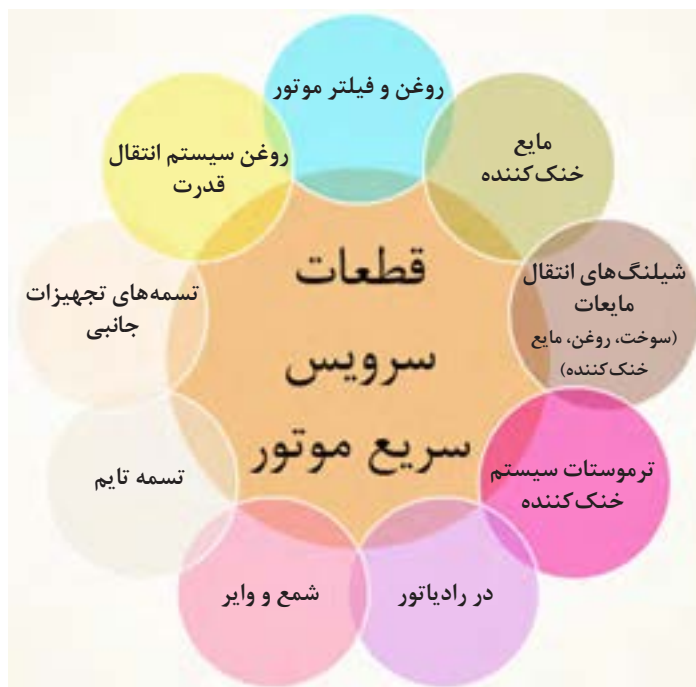 قطعات
سرویس
سریع موتور
روغن و فیلتر موتور
مایع
خنک‌کننده
شیلنگ‌های انتقال
مایعات
(سوخت، روغن، مایع
خنک‌کننده)
ترموستات سیستم
خنک‌کننده
در رادیاتور
شمع و وایر
تسمه تایم
تسمه‌های تجهیزات
جانبی
روغن سیستم انتقال
قدرت